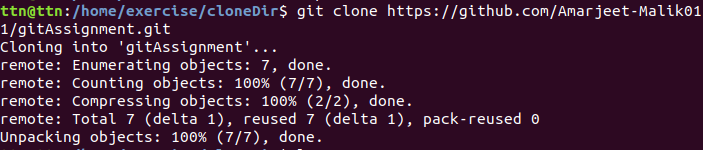 ttn@ttn:/home/exercise/cloneDir$ git clone https://github.com/Amarjeet-Malik01
1/gitAssignment.git
Cloning into 'gitAssignment'...
remote: Enumerating objects: 7, done.
remote: Counting objects: 100% (7/7), done.
remote: Compressing objects: 100% (2/2), done.
remote: Total 7 (delta 1), reused 7 (delta 1), pack-reused 0
Unpacking objects: 100% (7/7), done.